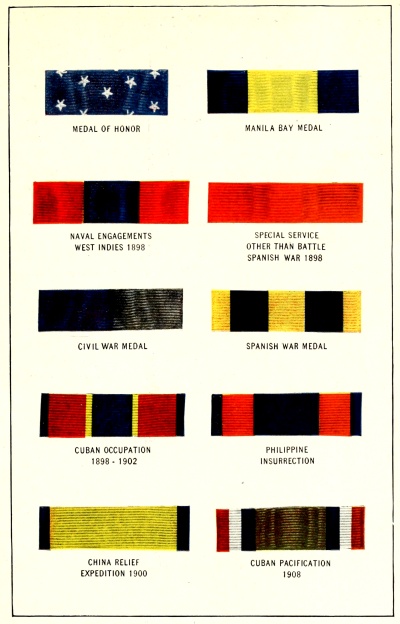 MEDAL OF HONOR
MANILA BAY MEDAL
NAVAL ENGAGEMENTS
WEST INDIES 1898
SPECIAL SERVICE
OTHER THAN BATTLE
SPANISH WAR 1898
CIVIL WAR MEDAL
SPANISH WAR MEDAL
CUBAN OCCUPATION
1898 - 1902
PHILIPPINE
INSURRECTION
CHINA RELIEF
EXPEDITION 1900
CUBAN PACIFICATION
1908